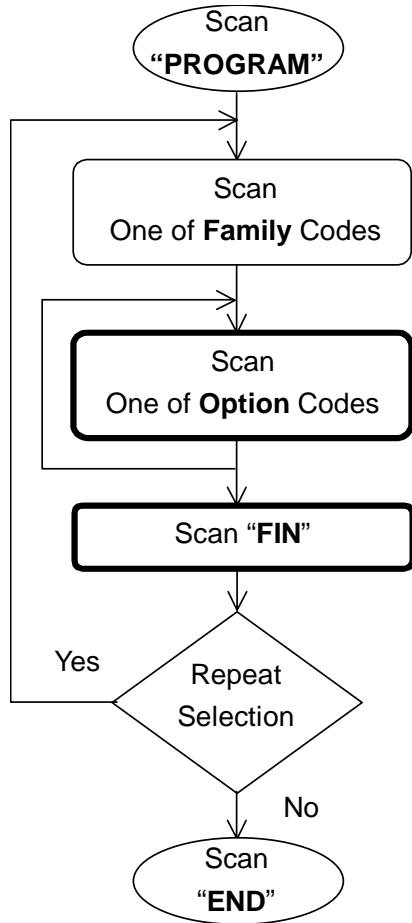 Scan
“PROGRAM”
Scan
One of Family Codes
Scan
One of Option Codes
Scan “FIN”
Yes
Repeat
Selection
No
Scan
“END”